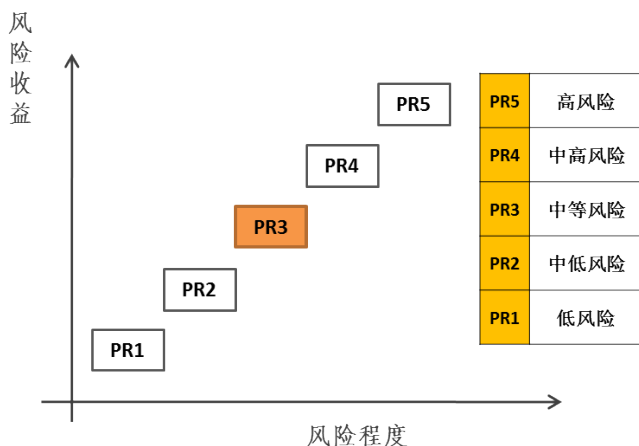 风险收益
PR5
PR4
PR3
PR2
PR1
风险程度
PR5 高风险
PR4 中高风险
PR3 中等风险
PR2 中低风险
PR1 低风险